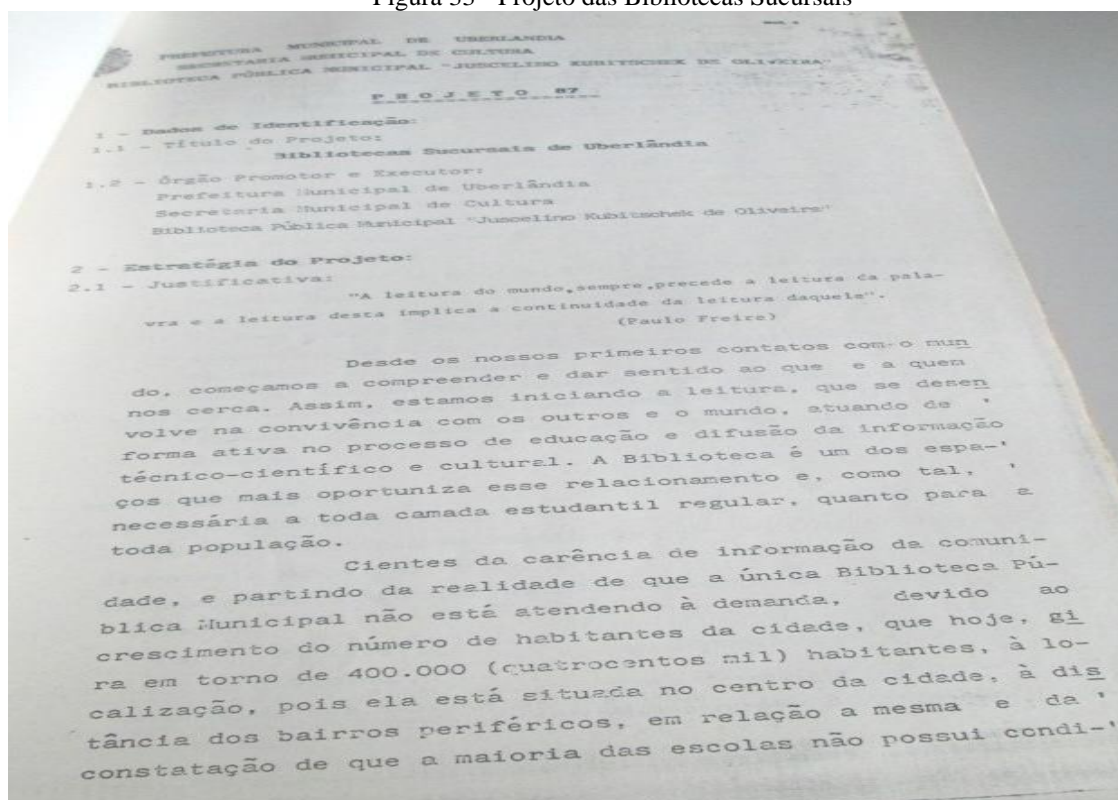 Figura 33 - Projeto das Bibliotecas Sucursais
PREFEITURA MUNICIPAL DE UBERLANDIA
SECRETARIA MUNICIPAL DE CULTURA
BIBLIOTECA PÚBLICA MUNICIPAL "JUSCELINO KUBITSCHEK DE OLIVEIRA"
P R O J E T O 87
1 - Dados de Identificação:
1.1 - Título do Projeto:
Bibliotecas Sucursais de Uberlândia
1.2 - Órgão Promotor e Executor:
Prefeitura Municipal de Uberlândia
Secretaria Municipal de Cultura
Biblioteca Pública Municipal "Juscelino Kubitschek de Oliveira"
2 - Estratégia do Projeto:
2.1 - Justificativa:
"A leitura do mundo,sempre,precede a leitura da pala-
vra e a leitura desta implica a continuidade da leitura daquele".
(Paulo Freire)
Desde os nossos primeiros contatos com o mun
do, começamos a compreender e dar sentido ao que e a quem
nos cerca. Assim, estamos iniciando a leitura, que se desen
volve na convivência com os outros e o mundo, atuando de '
forma ativa no processo de educação e difusão da informação
técnico-científico e cultural. A Biblioteca é um dos espa-'
ços que mais oportuniza esse relacionamento e, como tal, '
necessária a toda camada estudantil regular, quanto para a
toda população.
Cientes da carência de informação da comuni-
dade, e partindo da realidade de que a única Biblioteca Pú-
blica Municipal não está atendendo à demanda, devido ao
crescimento do número de habitantes da cidade, que hoje, gi
ra em torno de 400.000 (quatrocentos mil) habitantes, à lo-
calização, pois ela está situada no centro da cidade, à dis
tância dos bairros periféricos, em relação a mesma e da '
constatação de que a maioria das escolas não possui condi-'